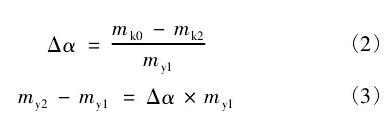 Δα = (m_k0 − m_k2) / m_y1 (2)
m_y2 − m_y1 = Δα × m_y1 (3)